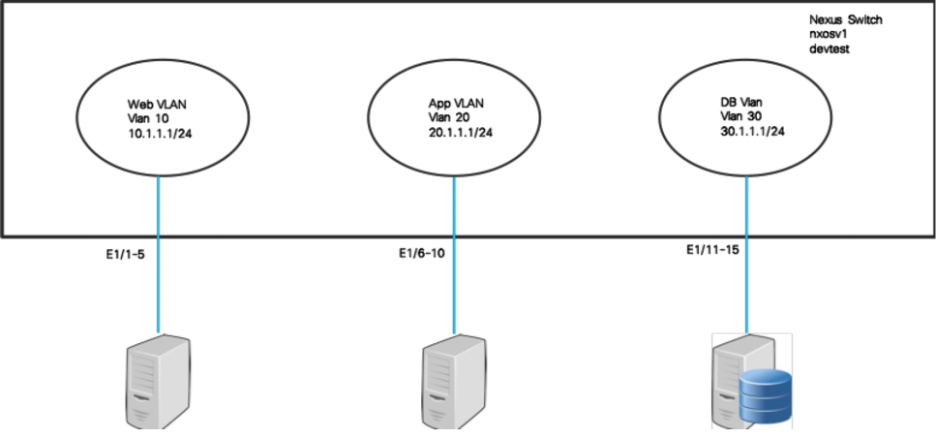 Nexus Switch
nxosv1
devtest
Web VLAN
Vlan 10
10.1.1.1/24
App VLAN
Vlan 20
20.1.1.1/24
DB Vlan
Vlan 30
30.1.1.1/24
E1/1-5
E1/6-10
E1/11-15